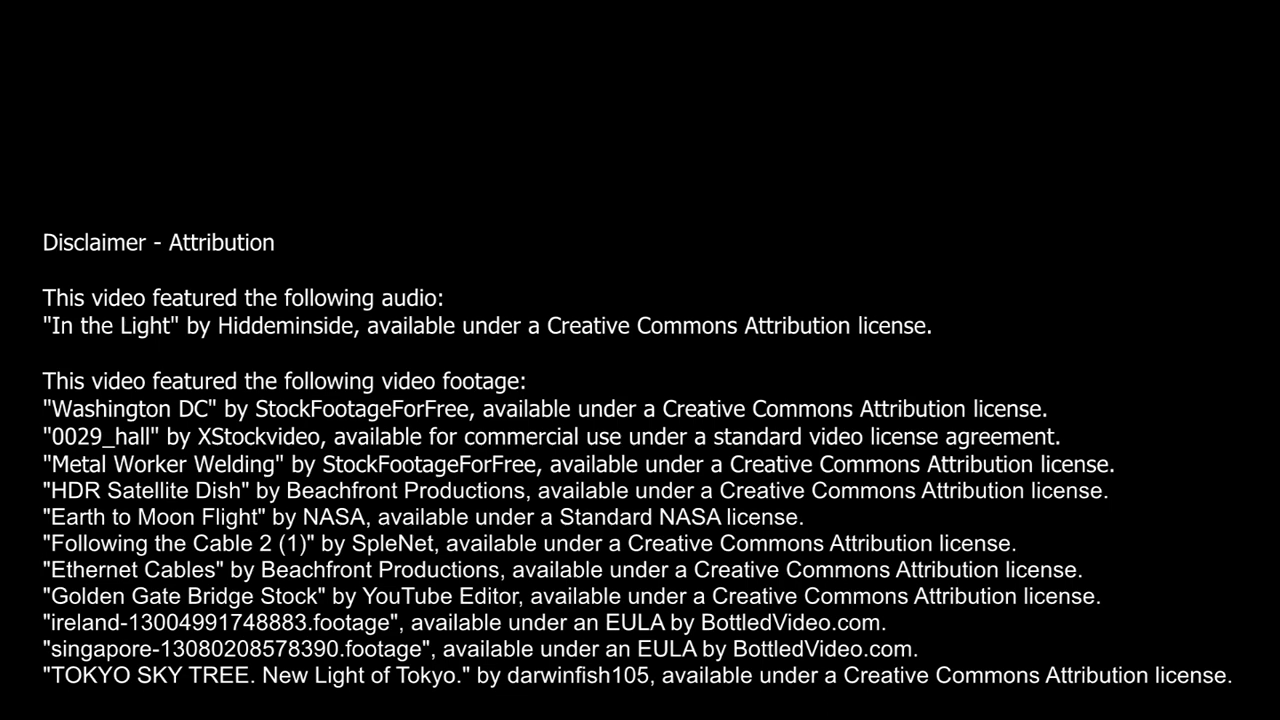 Disclaimer - Attribution
This video featured the following audio:
"In the Light" by Hiddeminside, available under a Creative Commons Attribution license.
This video featured the following video footage:
"Washington DC" by StockFootageForFree, available under a Creative Commons Attribution license.
"0029_hall" by XStockvideo, available for commercial use under a standard video license agreement.
"Metal Worker Welding" by StockFootageForFree, available under a Creative Commons Attribution license.
"HDR Satellite Dish" by Beachfront Productions, available under a Creative Commons Attribution license.
"Earth to Moon Flight" by NASA, available under a Standard NASA license.
"Following the Cable 2 (1)" by SpleNet, available under a Creative Commons Attribution license.
"Ethernet Cables" by Beachfront Productions, available under a Creative Commons Attribution license.
"Golden Gate Bridge Stock" by YouTube Editor, available under a Creative Commons Attribution license.
"ireland-13004991748883.footage", available under an EULA by BottledVideo.com.
"singapore-13080208578390.footage", available under an EULA by BottledVideo.com.
"TOKYO SKY TREE. New Light of Tokyo." by darwinfish105, available under a Creative Commons Attribution license.